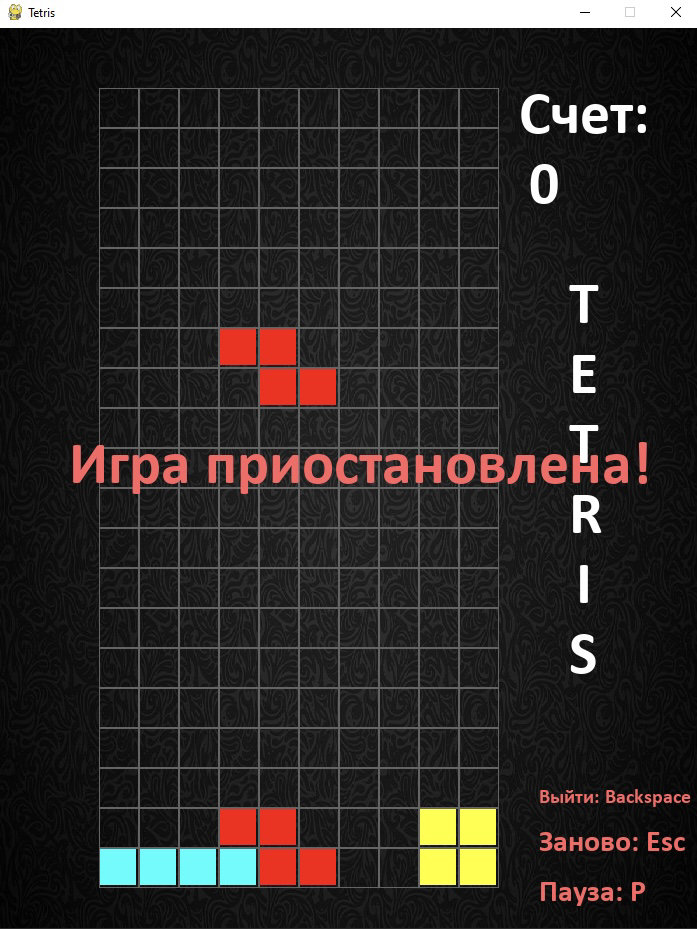 Tetris
Счет:
0
T
E
T
R
I
S
Игра приостановлена!
Выйти: Backspace
Заново: Esc
Пауза: P